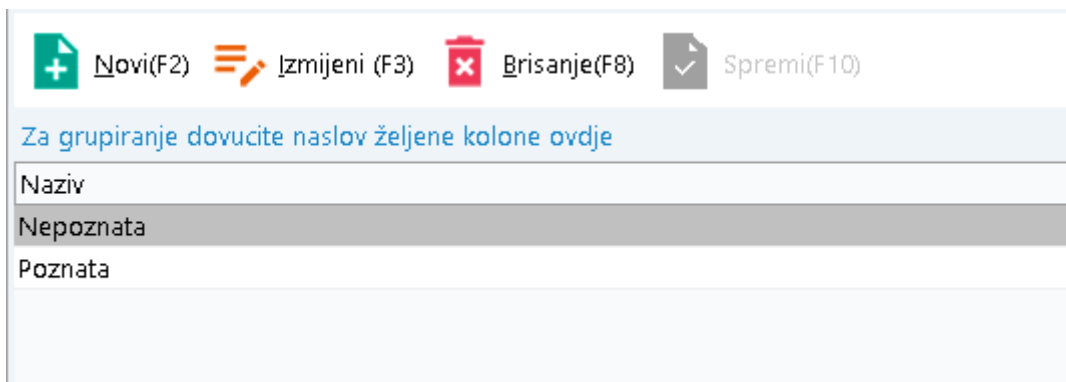 Novi(F2) Izmijeni (F3) Brisanje(F8) Spremi(F10)
Za grupiranje dovucite naslov željene kolone ovdje
Naziv
Nepoznata
Poznata